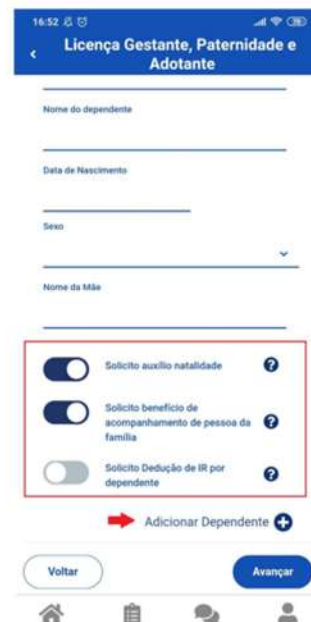 16:52
Licença Gestante, Paternidade e
Adotante
Nome do dependente
Data de Nascimento
Sexo
Nome da Mãe
Solicito auxílio natalidade
Solicito benefício de
acompanhamento de pessoa da
família
Solicito Dedução de IR por
dependente
Adicionar Dependente
Voltar
Avançar